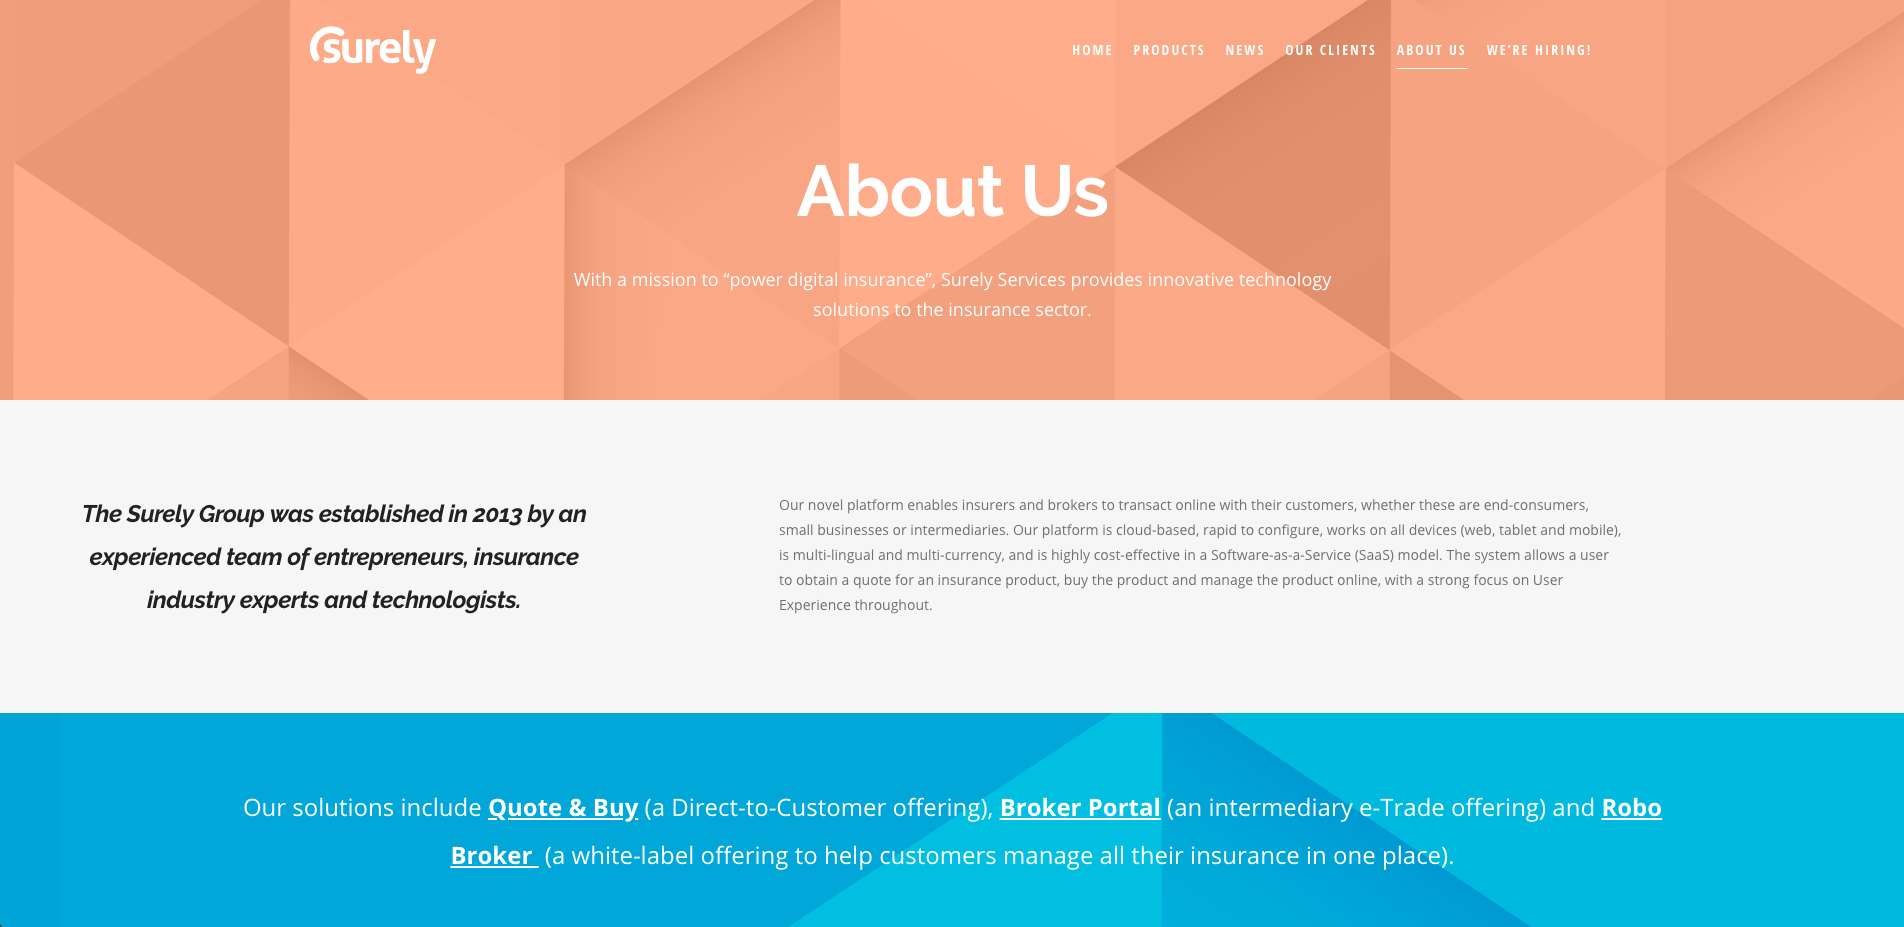 Surely
HOME PRODUCTS NEWS OUR CLIENTS ABOUT US WE'RE HIRING!
About Us
With a mission to “power digital insurance”, Surely Services provides innovative technology
solutions to the insurance sector.
The Surely Group was established in 2013 by an
experienced team of entrepreneurs, insurance
industry experts and technologists.
Our novel platform enables insurers and brokers to transact online with their customers, whether these are end-consumers,
small businesses or intermediaries. Our platform is cloud-based, rapid to configure, works on all devices (web, tablet and mobile),
is multi-lingual and multi-currency, and is highly cost-effective in a Software-as-a-Service (SaaS) model. The system allows a user
to obtain a quote for an insurance product, buy the product and manage the product online, with a strong focus on User
Experience throughout.
Our solutions include Quote & Buy (a Direct-to-Customer offering), Broker Portal (an intermediary e-Trade offering) and Robo
Broker (a white-label offering to help customers manage all their insurance in one place).